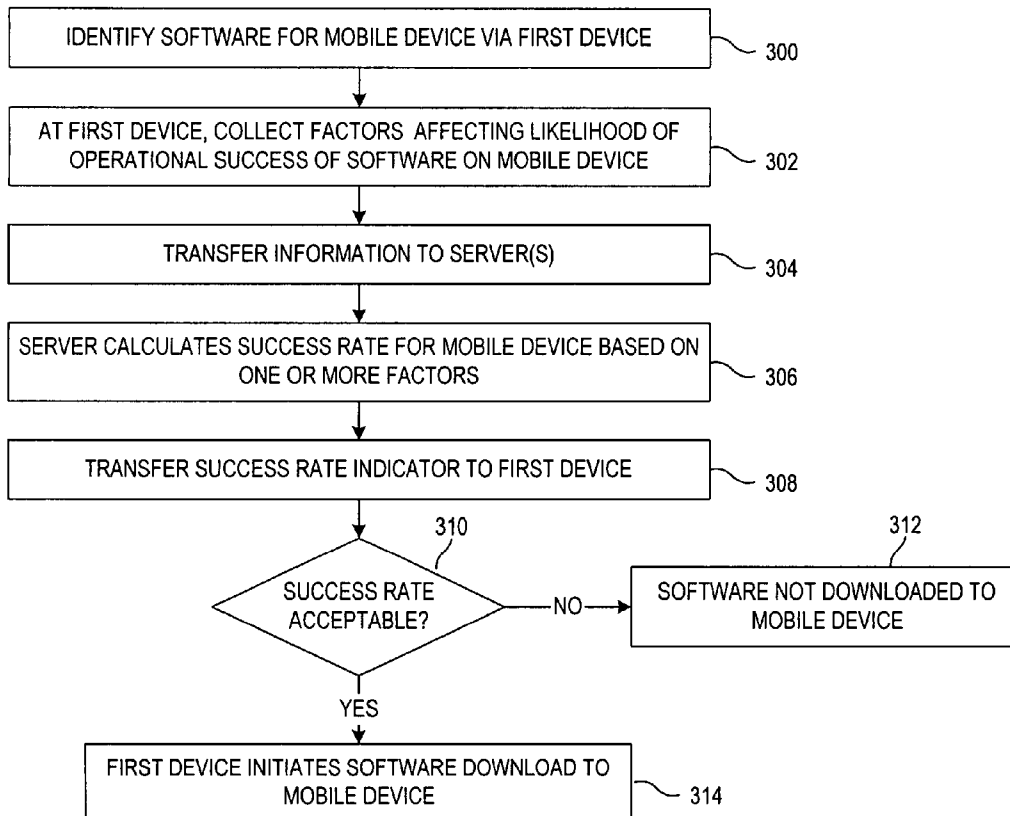 IDENTIFY SOFTWARE FOR MOBILE DEVICE VIA FIRST DEVICE
300
AT FIRST DEVICE, COLLECT FACTORS AFFECTING LIKELIHOOD OF
OPERATIONAL SUCCESS OF SOFTWARE ON MOBILE DEVICE
302
TRANSFER INFORMATION TO SERVER(S)
304
SERVER CALCULATES SUCCESS RATE FOR MOBILE DEVICE BASED ON
ONE OR MORE FACTORS
306
TRANSFER SUCCESS RATE INDICATOR TO FIRST DEVICE
308
310
SUCCESS RATE
ACCEPTABLE?
NO
312
SOFTWARE NOT DOWNLOADED TO
MOBILE DEVICE
YES
FIRST DEVICE INITIATES SOFTWARE DOWNLOAD TO
MOBILE DEVICE
314